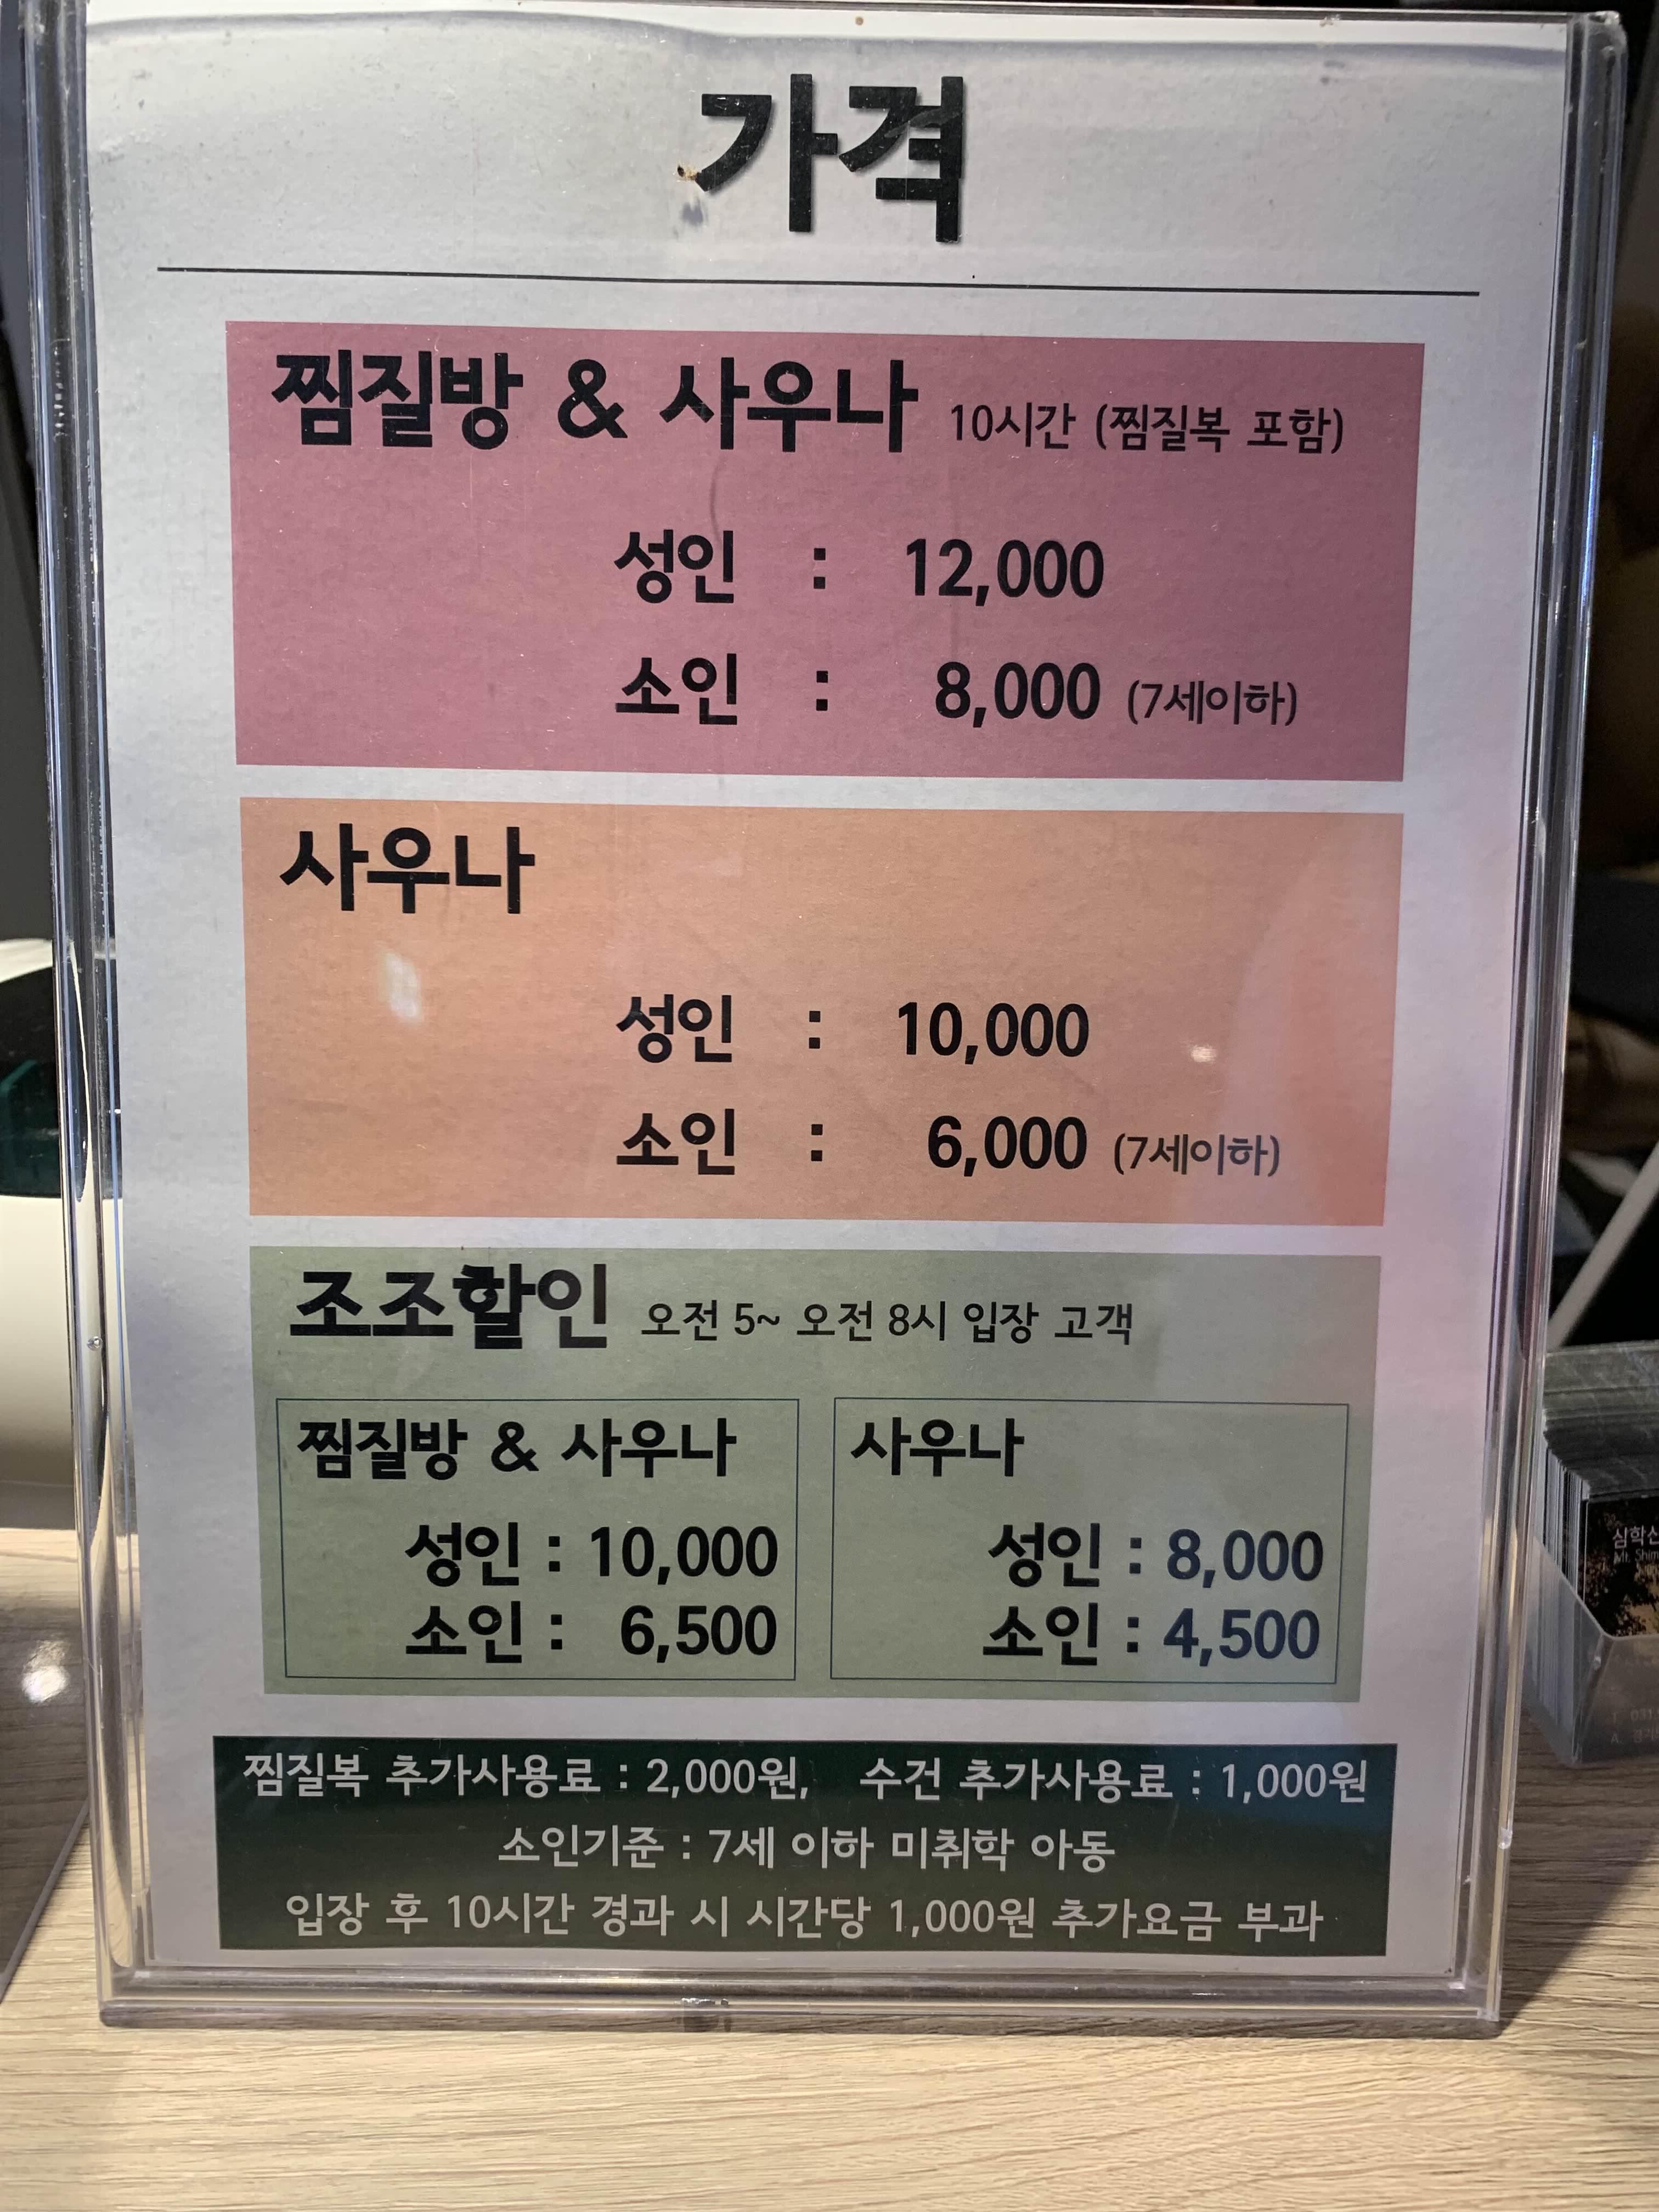 가격
찜질방 & 사우나 10시간 (찜질복 포함)
성인 : 12,000
소인 : 8,000 (7세이하)
사우나
성인 : 10,000
소인 : 6,000 (7세이하)
조조할인 오전 5~ 오전 8시 입장 고객
찜질방 & 사우나
성인 : 10,000
소인 : 6,500
사우나
성인 : 8,000
소인 : 4,500
찜질복 추가사용료 : 2,000원, 수건 추가사용료 : 1,000원
소인기준 : 7세 이하 미취학 아동
입장 후 10시간 경과 시 시간당 1,000원 추가요금 부과
심학산
Mt. Shim